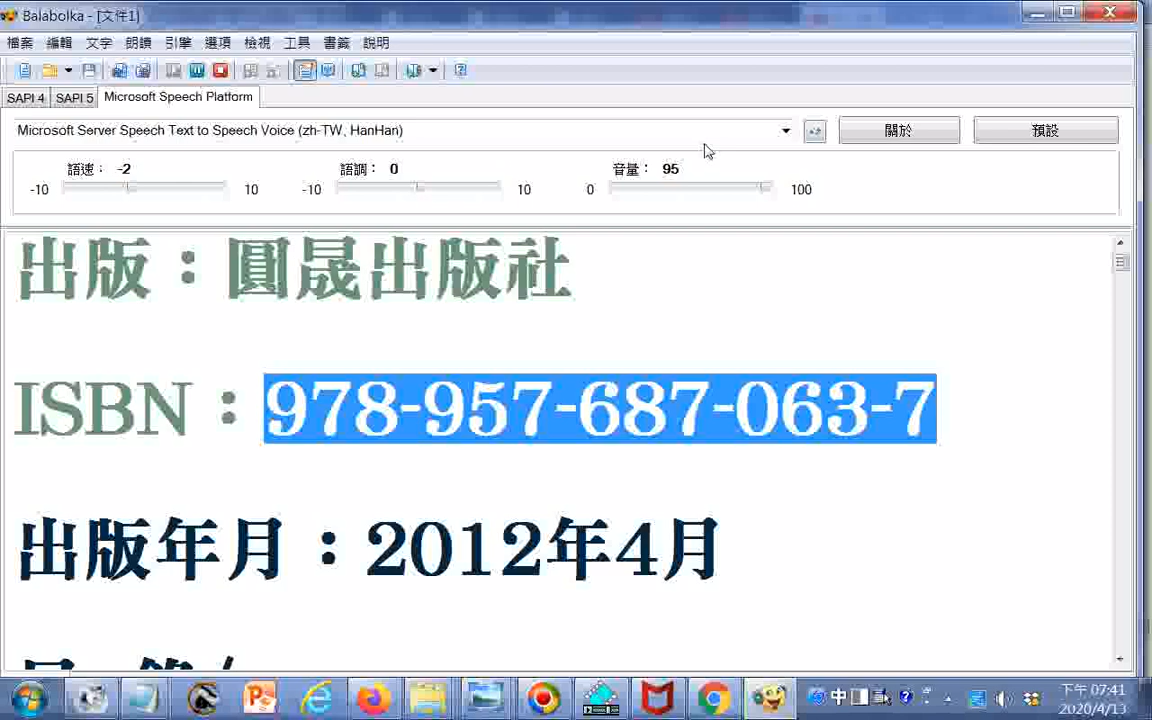 Balabolka - [文件1]
檔案 編輯 文字 朗讀 引擎 選項 檢視 工具 書籤 說明
SAPI 4 SAPI 5 Microsoft Speech Platform
Microsoft Server Speech Text to Speech Voice (zh-TW, HanHan) 關於 預設
語速： -2 語調： 0 音量： 95
-10 10 -10 10 0 100
出版：圓晟出版社
ISBN：978-957-687-063-7
出版年月：2012年4月
中 下午 07:41
2020/4/13